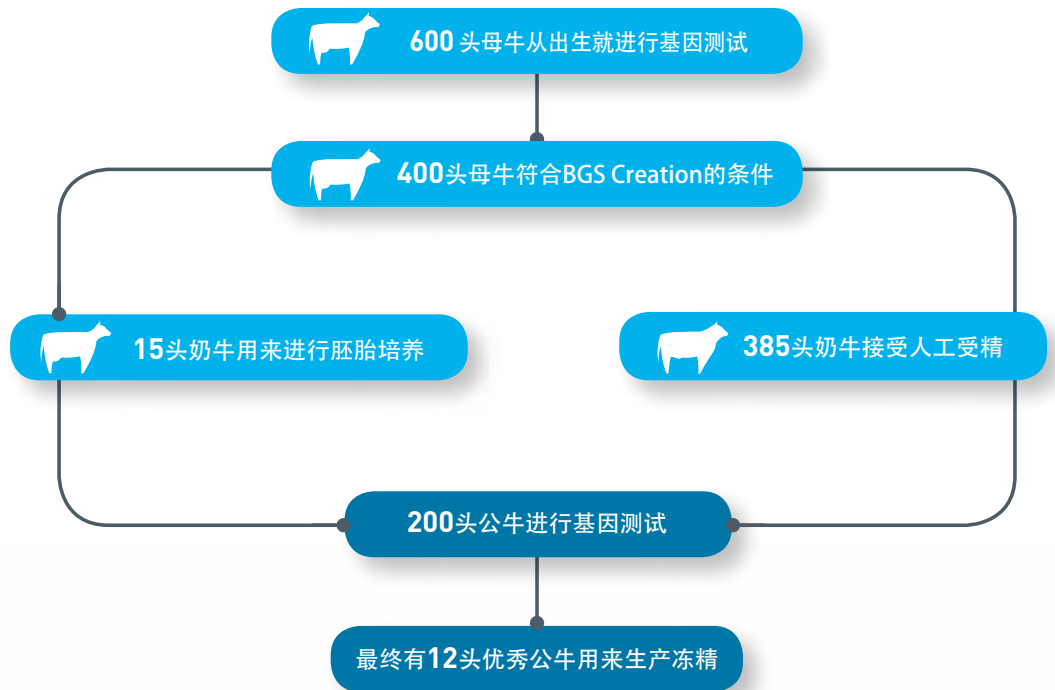 600 头母牛从出生就进行基因测试
400头母牛符合BGS Creation的条件
15头奶牛用来进行胚胎培养
385头奶牛接受人工受精
200头公牛进行基因测试
最终有12头优秀公牛用来生产冻精